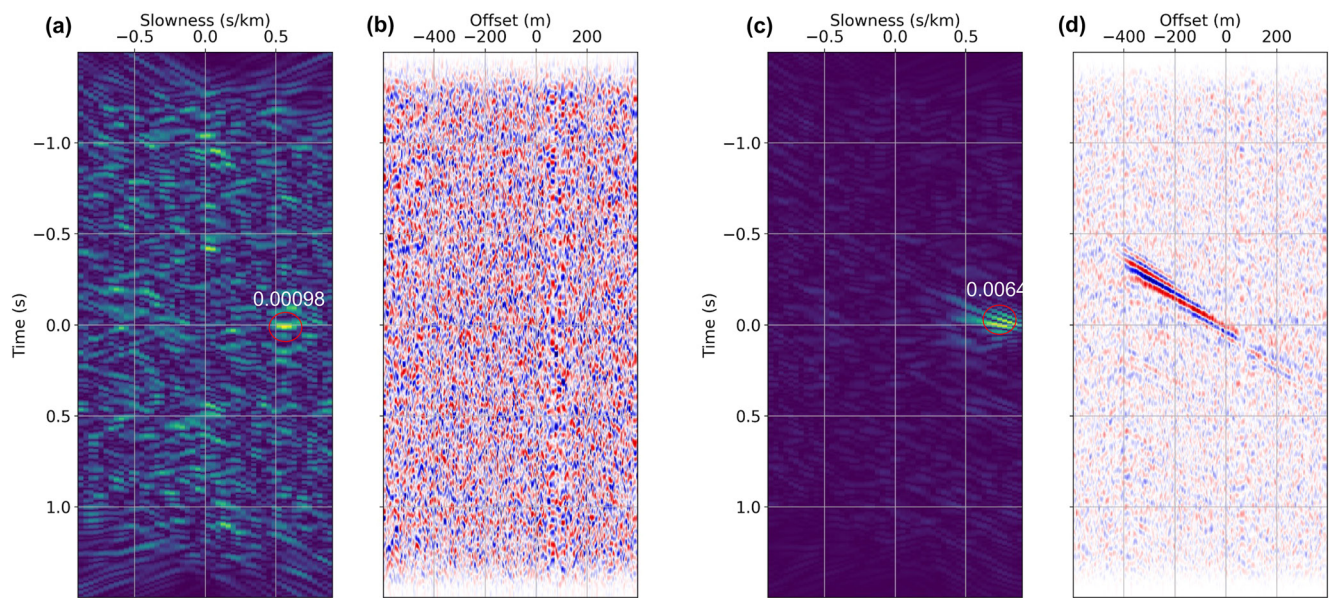 (a)
Slowness (s/km)
−0.5 0.0 0.5
(b)
Offset (m)
−400 −200 0 200
(c)
Slowness (s/km)
−0.5 0.0 0.5
(d)
Offset (m)
−400 −200 0 200
Time (s)
−1.0
−0.5
0.0
0.5
1.0
0.00098
Time (s)
−1.0
−0.5
0.0
0.5
1.0
0.0064